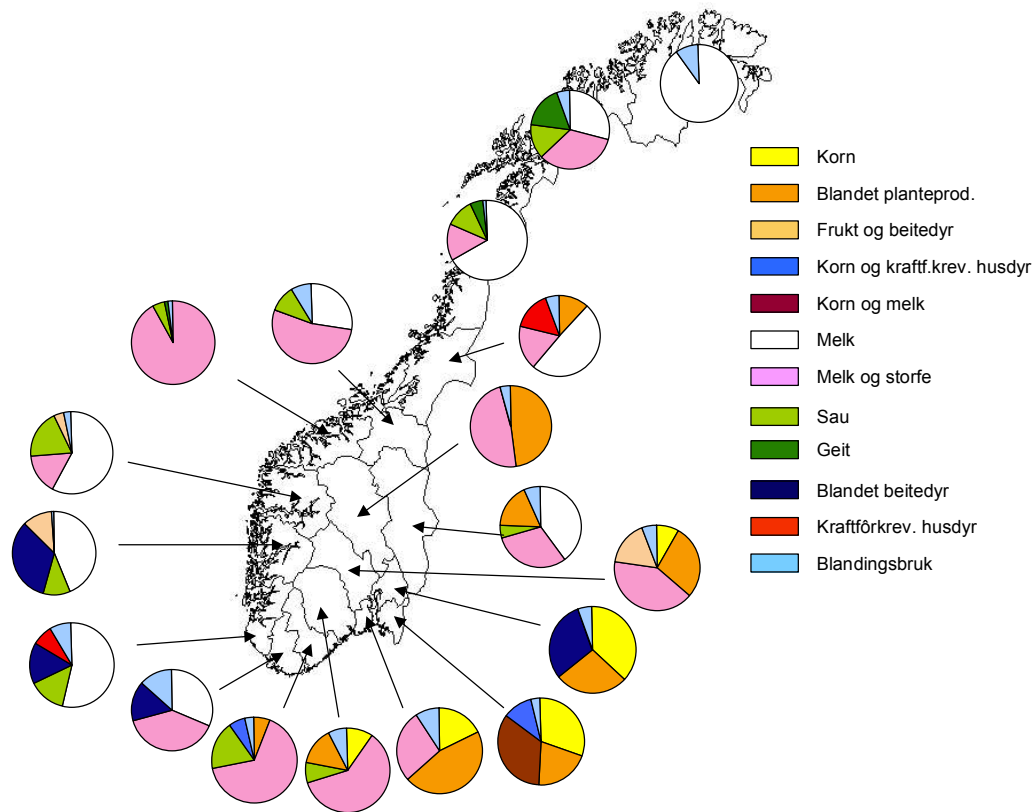 Korn
Blandet planteprod.
Frukt og beitedyr
Korn og kraftf.krev. husdyr
Korn og melk
Melk
Melk og storfe
Sau
Geit
Blandet beitedyr
Kraftfôrkrev. husdyr
Blandingsbruk